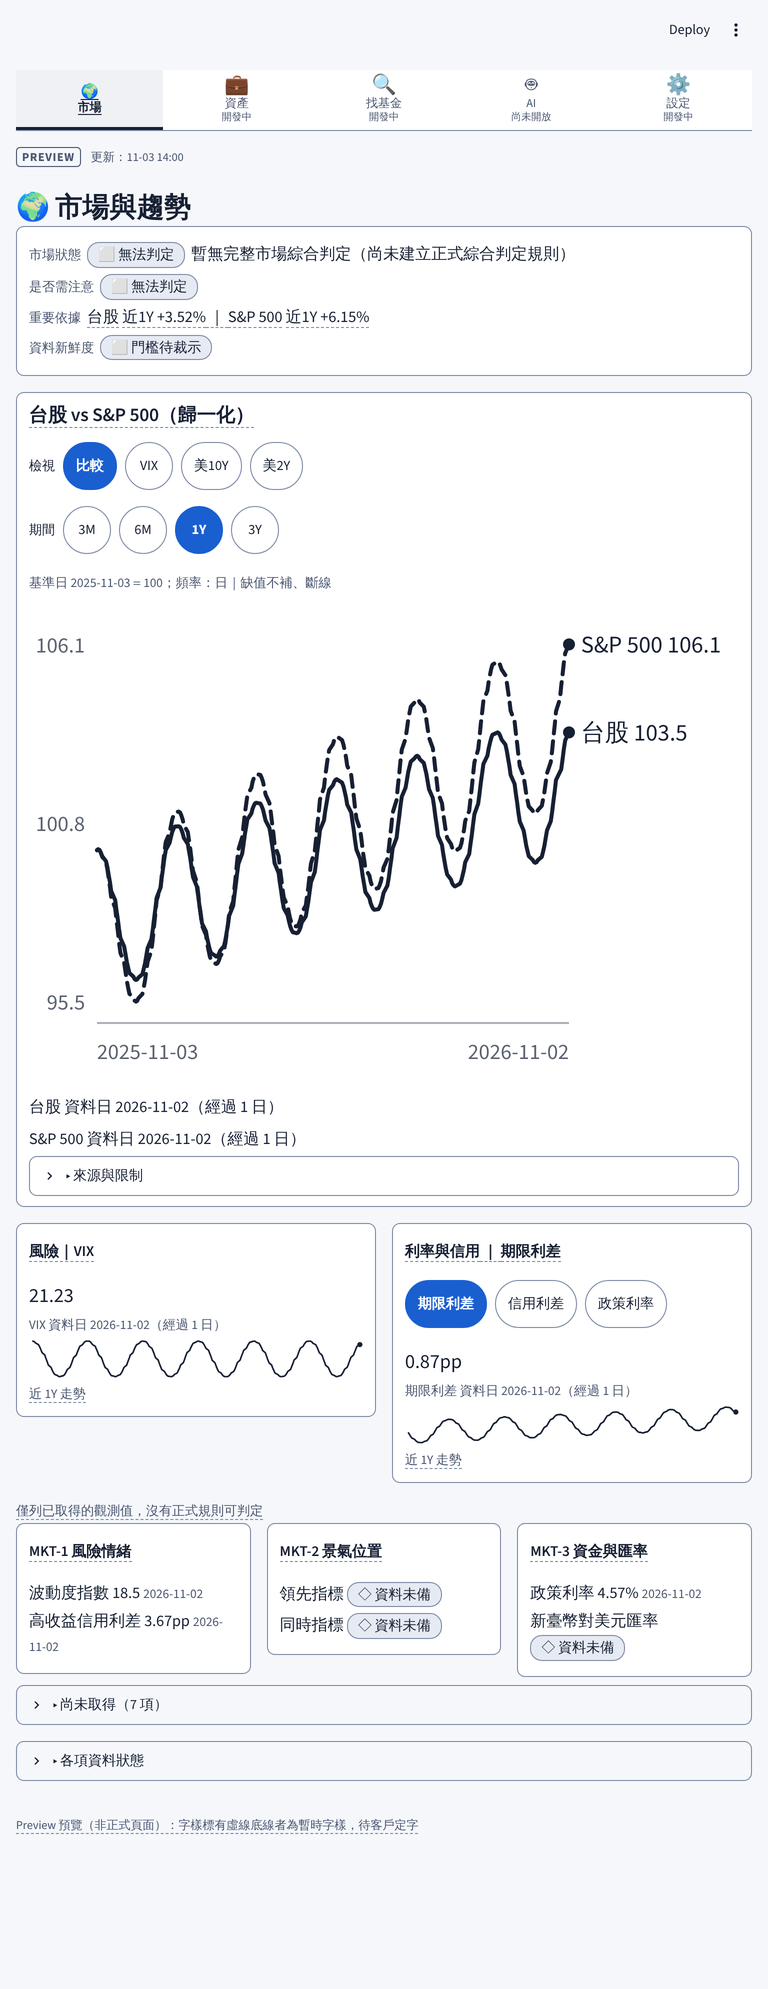 Deploy
市場
資產
開發中
找基金
開發中
AI
尚未開放
設定
開發中
PREVIEW 更新：11-03 14:00
市場與趨勢
市場狀態 無法判定 暫無完整市場綜合判定（尚未建立正式綜合判定規則）
是否需注意 無法判定
重要依據 台股 近1Y +3.52% ｜ S&P 500 近1Y +6.15%
資料新鮮度 門檻待裁示
台股 vs S&P 500（歸一化）
檢視 比較 VIX 美10Y 美2Y
期間 3M 6M 1Y 3Y
基準日 2025-11-03＝100；頻率：日｜缺值不補、斷線
106.1
S&P 500 106.1
台股 103.5
100.8
95.5
2025-11-03 2026-11-02
台股 資料日 2026-11-02（經過 1 日）
S&P 500 資料日 2026-11-02（經過 1 日）
▸ 來源與限制
風險｜VIX
21.23
VIX 資料日 2026-11-02（經過 1 日）
近 1Y 走勢
利率與信用 ｜ 期限利差
期限利差 信用利差 政策利率
0.87pp
期限利差 資料日 2026-11-02（經過 1 日）
近 1Y 走勢
僅列已取得的觀測值，沒有正式規則可判定
MKT-1 風險情緒
波動度指數 18.5 2026-11-02
高收益信用利差 3.67pp 2026-
11-02
MKT-2 景氣位置
領先指標 ◇ 資料未備
同時指標 ◇ 資料未備
MKT-3 資金與匯率
政策利率 4.57% 2026-11-02
新臺幣對美元匯率
◇ 資料未備
▸ 尚未取得（7 項）
▸ 各項資料狀態
Preview 預覽（非正式頁面）：字樣標有虛線底線者為暫時字樣，待客戶定字